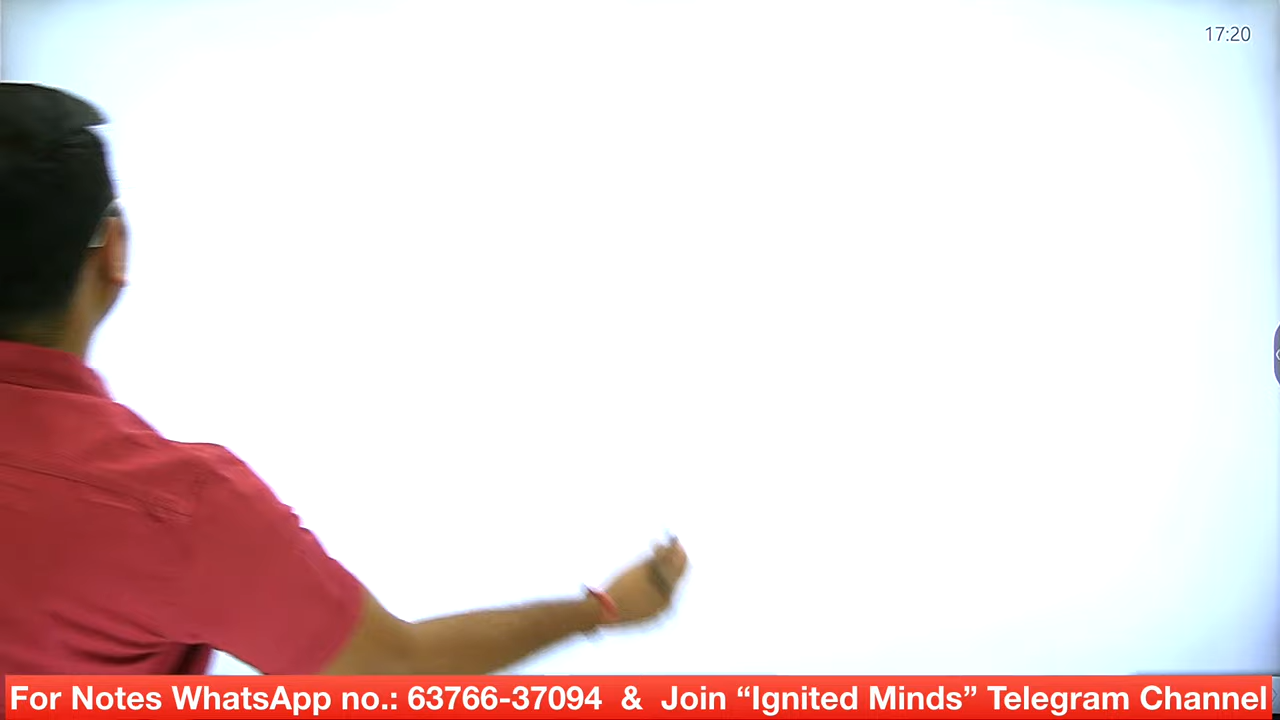 17:20
For Notes WhatsApp no.: 63766-37094 & Join “Ignited Minds” Telegram Channel